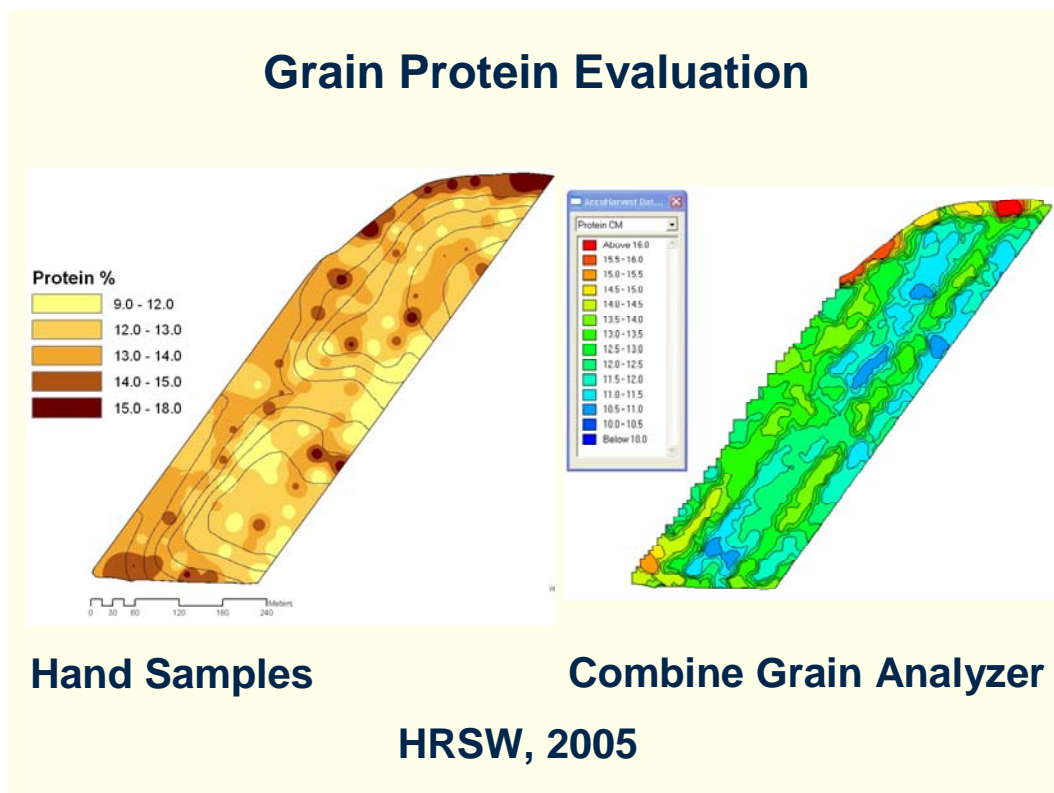 Grain Protein Evaluation
Protein %
9.0 - 12.0
12.0 - 13.0
13.0 - 14.0
14.0 - 15.0
15.0 - 18.0
Meters
0 30 60 120 180 240
AccuHarvest Dat...
Protein CM
Above 16.0
15.5 - 16.0
15.0 - 15.5
14.5 - 15.0
14.0 - 14.5
13.5 - 14.0
13.0 - 13.5
12.5 - 13.0
12.0 - 12.5
11.5 - 12.0
11.0 - 11.5
10.5 - 11.0
10.0 - 10.5
Below 10.0
Hand Samples
Combine Grain Analyzer
HRSW, 2005